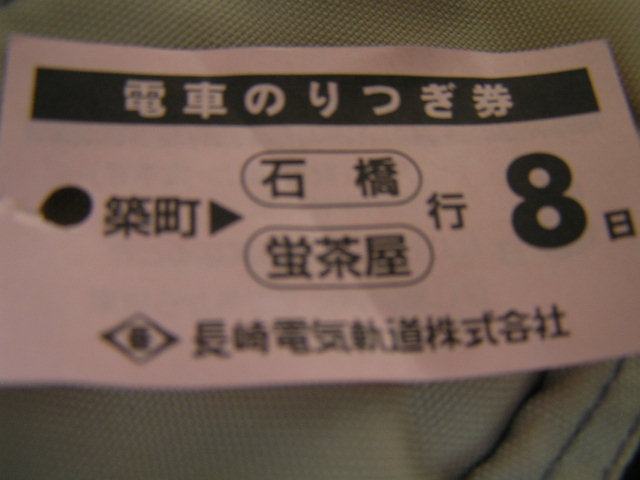 電車のりつぎ券
石橋
●築町▶ 行 8日
蛍茶屋
長崎電気軌道株式会社